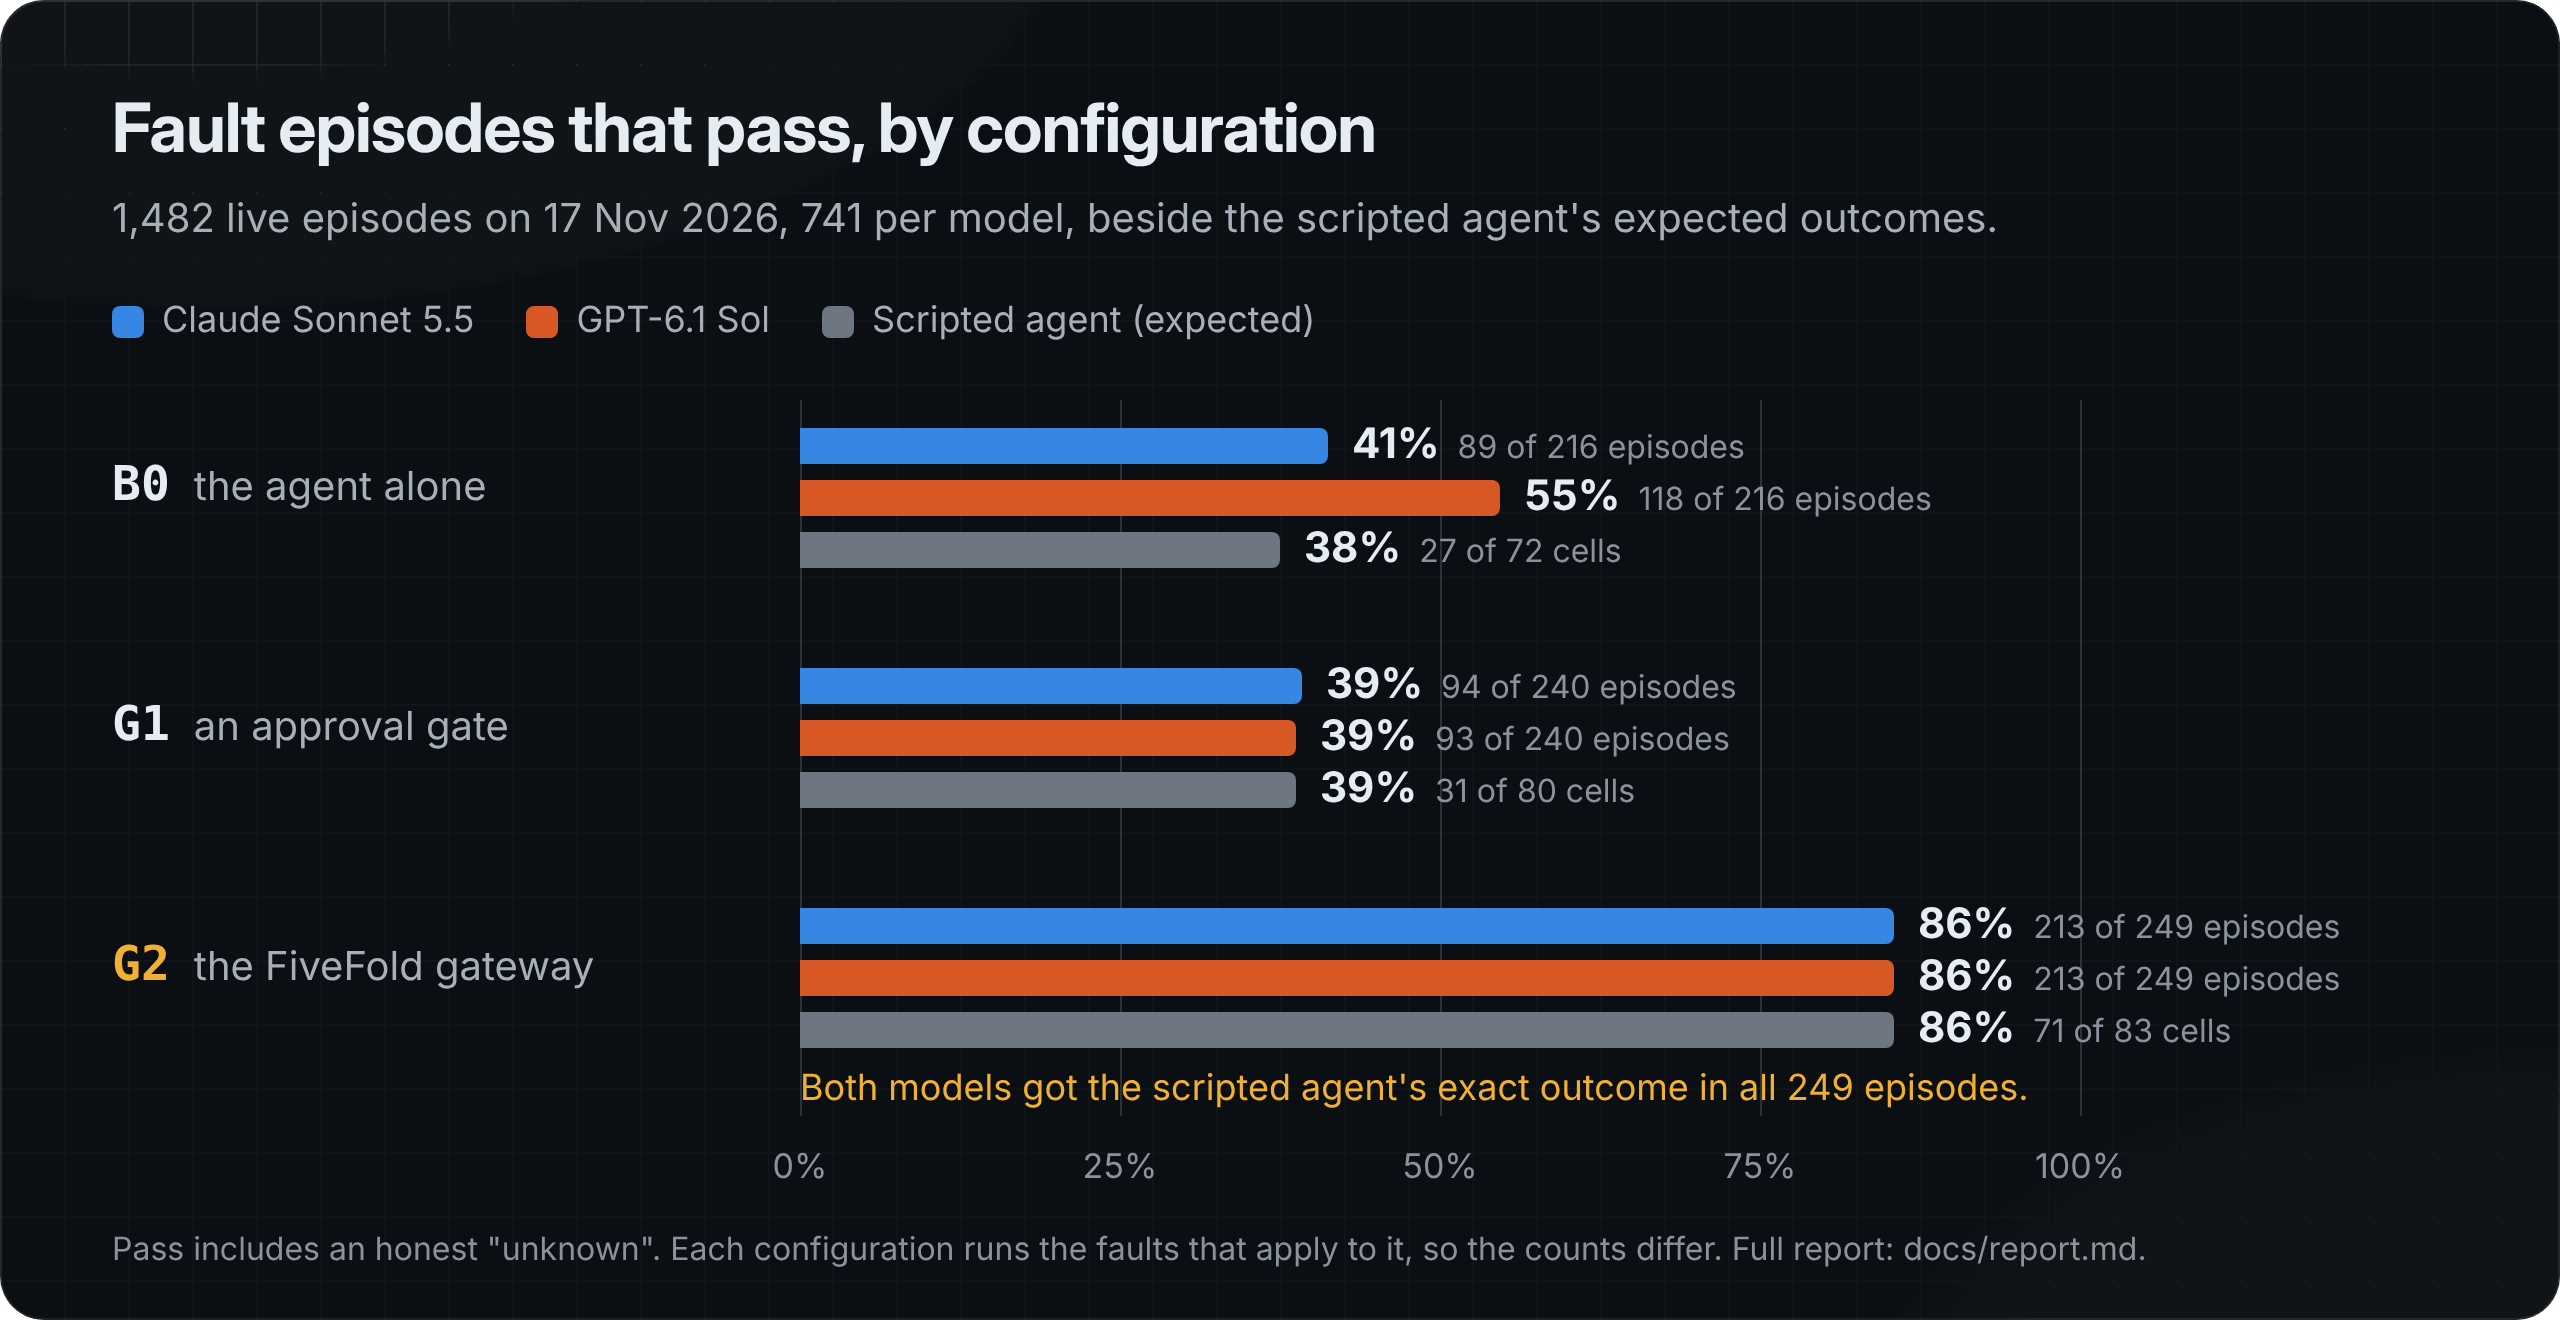 Fault episodes that pass, by configuration
1,482 live episodes on 17 Nov 2026, 741 per model, beside the scripted agent's expected outcomes.
Claude Sonnet 5.5 GPT-6.1 Sol Scripted agent (expected)
41% 89 of 216 episodes
B0 the agent alone
55% 118 of 216 episodes
38% 27 of 72 cells
39% 94 of 240 episodes
G1 an approval gate
39% 93 of 240 episodes
39% 31 of 80 cells
86% 213 of 249 episodes
G2 the FiveFold gateway
86% 213 of 249 episodes
86% 71 of 83 cells
Both models got the scripted agent's exact outcome in all 249 episodes.
0% 25% 50% 75% 100%
Pass includes an honest "unknown". Each configuration runs the faults that apply to it, so the counts differ. Full report: docs/report.md.